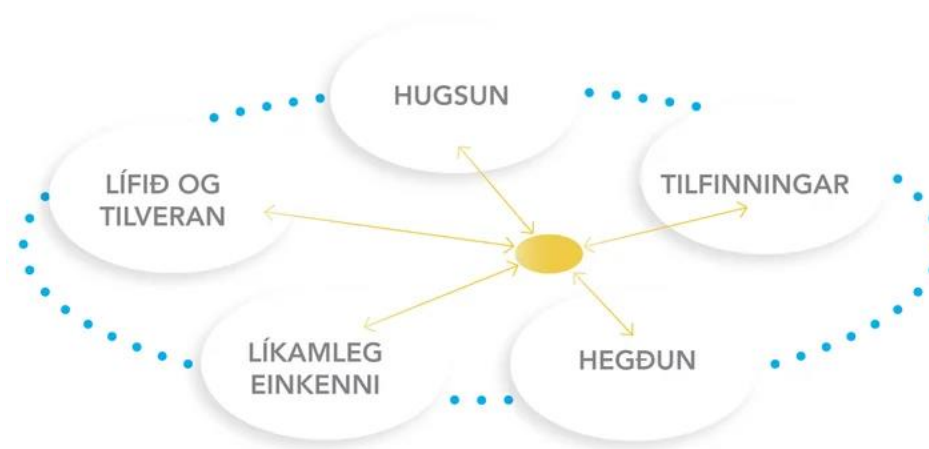 HUGSUN
LÍFIÐ OG
TILVERAN
TILFINNINGAR
LÍKAMLEG
EINKENNI
HEGÐUN